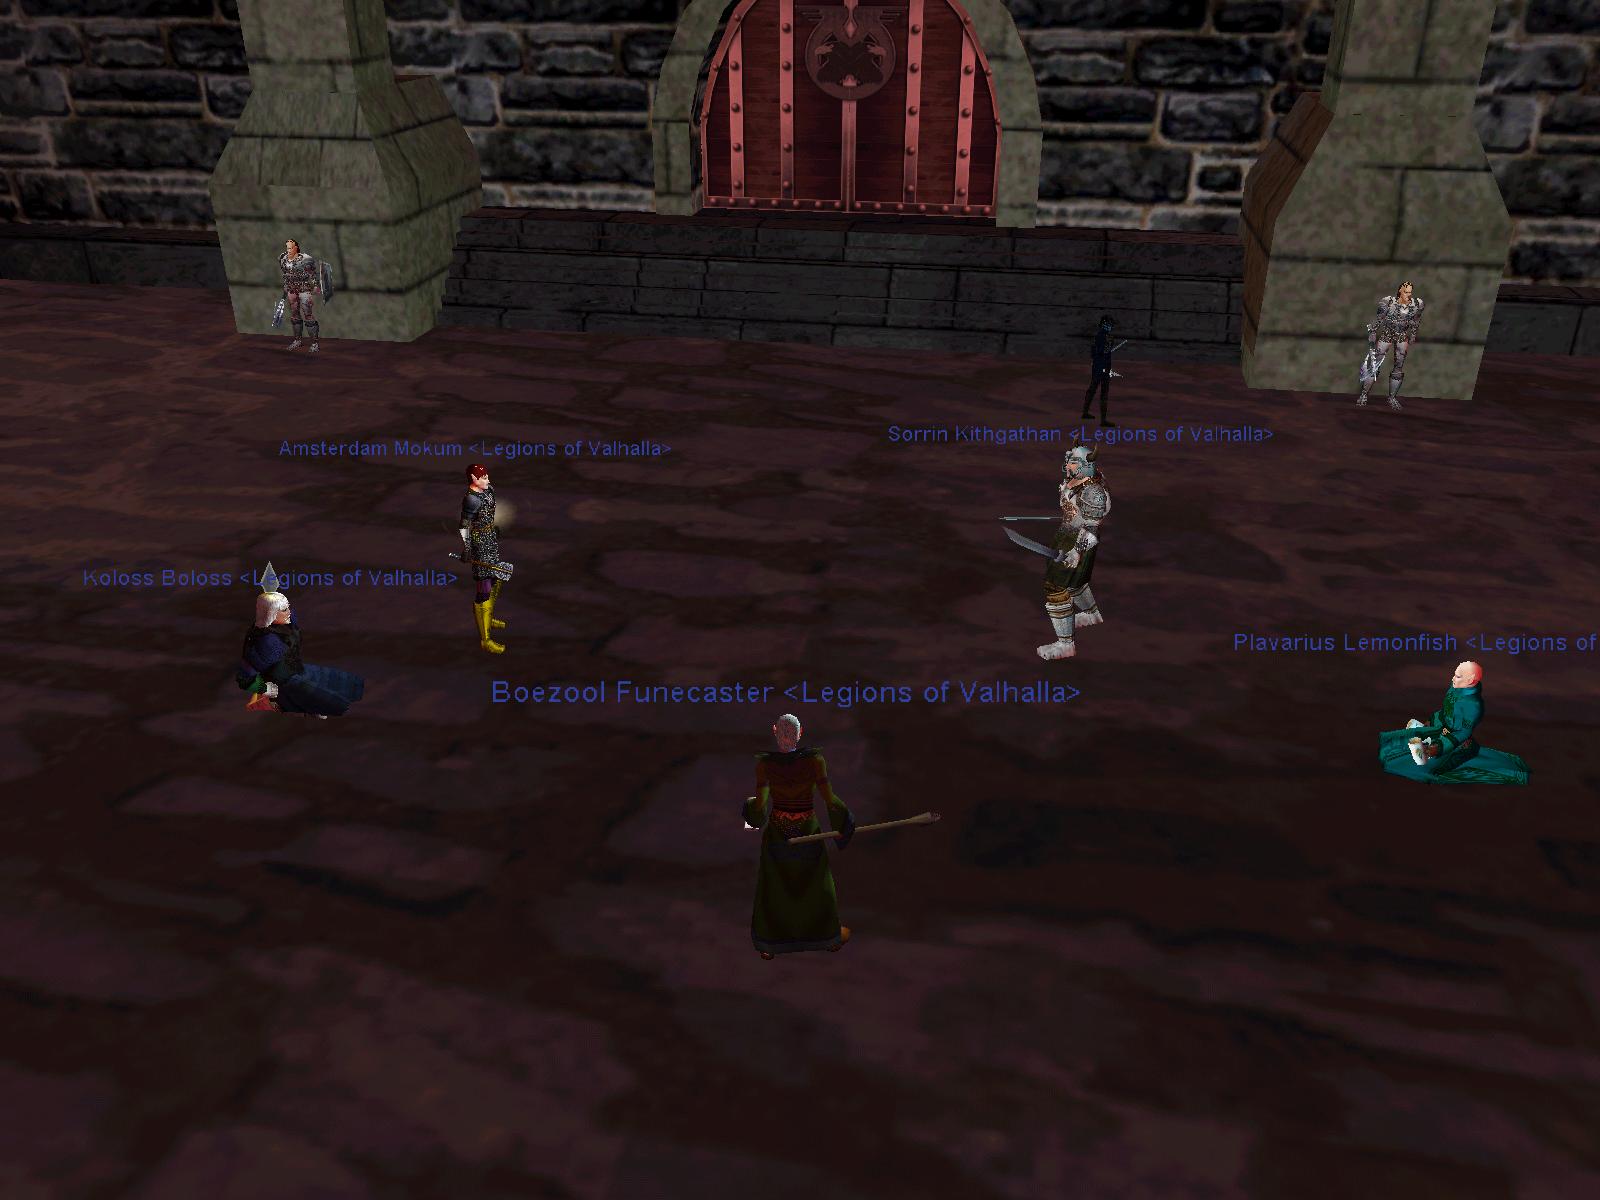 Sorrin Kithgathan <Legions of Valhalla>
Amsterdam Mokum <Legions of Valhalla>
Koloss Boloss <Legions of Valhalla>
Plavarius Lemonfish <Legions of
Boezool Funecaster <Legions of Valhalla>